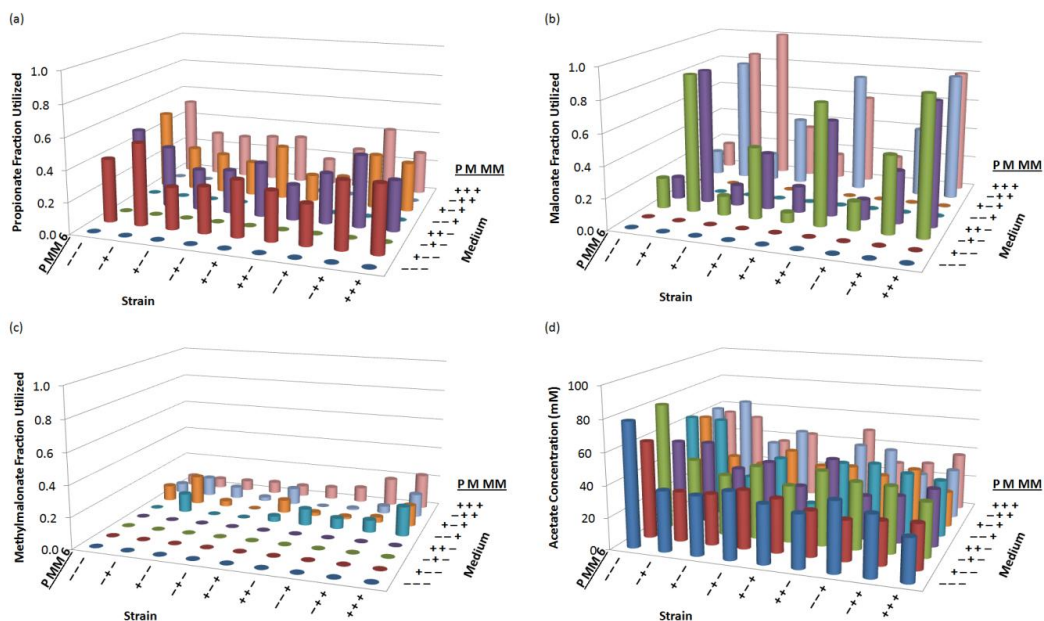 (a)
Propionate Fraction Utilized
1.0
0.8
0.6
0.4
0.2
0.0
P MM 6
− − −
+ + +
Strain
P M MM
+ + +
− + +
+ − +
− − +
+ + −
− + −
+ − −
− − −
Medium
(b)
Malonate Fraction Utilized
1.0
0.8
0.6
0.4
0.2
0.0
P MM 6
− − −
+ + +
Strain
P M MM
+ + +
− + +
+ − +
− − +
+ + −
− + −
+ − −
− − −
Medium
(c)
Methylmalonate Fraction Utilized
1.0
0.8
0.6
0.4
0.2
0.0
P MM 6
− − −
+ + +
Strain
P M MM
+ + +
− + +
+ − +
− − +
+ + −
− + −
+ − −
− − −
Medium
(d)
Acetate Concentration (mM)
100
80
60
40
20
0
P MM 6
− − −
+ + +
Strain
P M MM
+ + +
− + +
+ − +
− − +
+ + −
− + −
+ − −
− − −
Medium